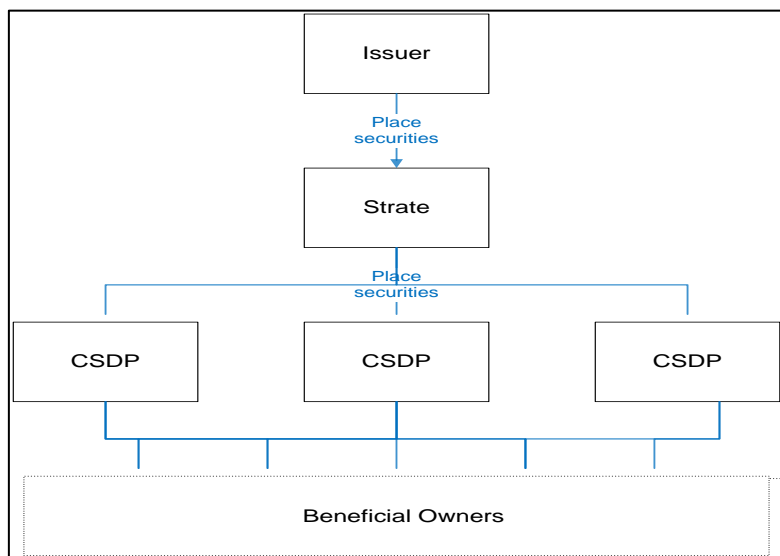 Issuer
Place
securities
Strate
Place
securities
CSDP
CSDP
CSDP
Beneficial Owners